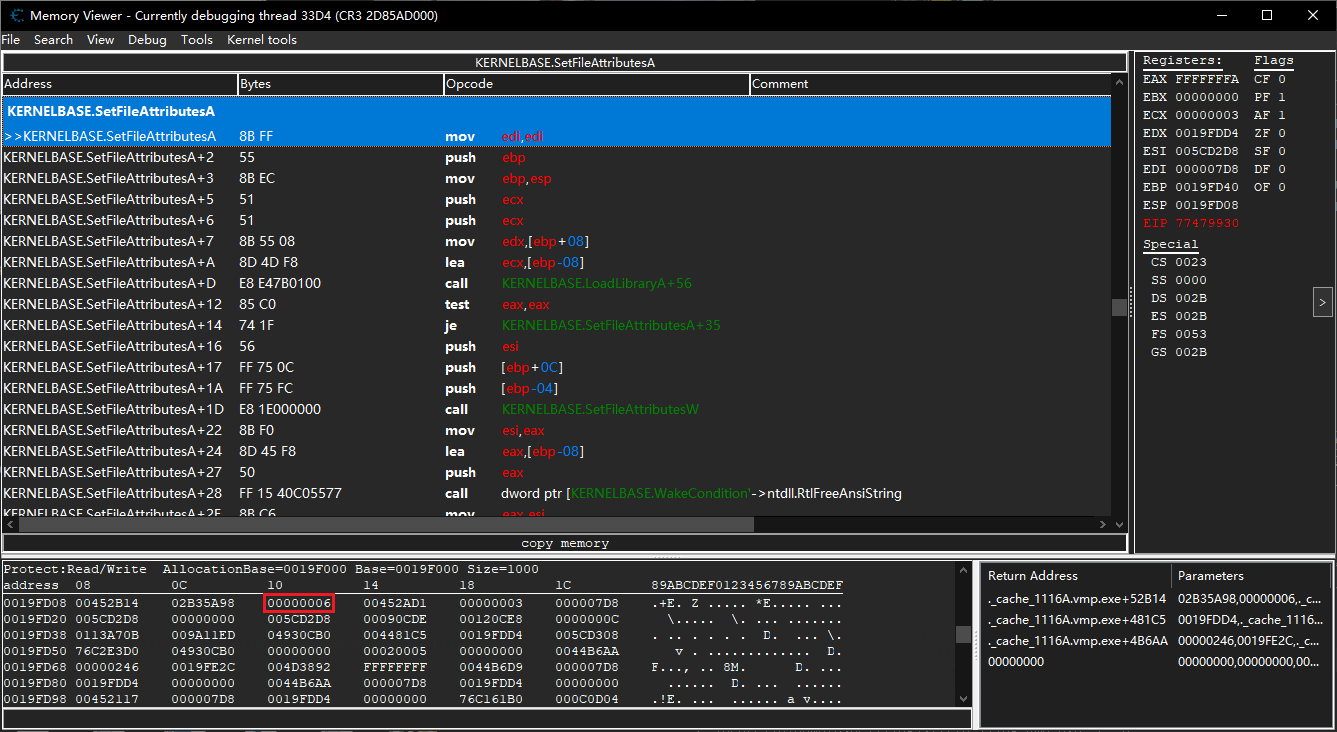 Memory Viewer - Currently debugging thread 33D4 (CR3 2D85AD000)
File Search View Debug Tools Kernel tools
KERNELBASE.SetFileAttributesA
Address Bytes Opcode Comment
KERNELBASE.SetFileAttributesA
>>KERNELBASE.SetFileAttributesA 8B FF mov edi,edi
KERNELBASE.SetFileAttributesA+2 55 push ebp
KERNELBASE.SetFileAttributesA+3 8B EC mov ebp,esp
KERNELBASE.SetFileAttributesA+5 51 push ecx
KERNELBASE.SetFileAttributesA+6 51 push ecx
KERNELBASE.SetFileAttributesA+7 8B 55 08 mov edx,[ebp+08]
KERNELBASE.SetFileAttributesA+A 8D 4D F8 lea ecx,[ebp-08]
KERNELBASE.SetFileAttributesA+D E8 E47B0100 call KERNELBASE.LoadLibraryA+56
KERNELBASE.SetFileAttributesA+12 85 C0 test eax,eax
KERNELBASE.SetFileAttributesA+14 74 1F je KERNELBASE.SetFileAttributesA+35
KERNELBASE.SetFileAttributesA+16 56 push esi
KERNELBASE.SetFileAttributesA+17 FF 75 0C push [ebp+0C]
KERNELBASE.SetFileAttributesA+1A FF 75 FC push [ebp-04]
KERNELBASE.SetFileAttributesA+1D E8 1E000000 call KERNELBASE.SetFileAttributesW
KERNELBASE.SetFileAttributesA+22 8B F0 mov esi,eax
KERNELBASE.SetFileAttributesA+24 8D 45 F8 lea eax,[ebp-08]
KERNELBASE.SetFileAttributesA+27 50 push eax
KERNELBASE.SetFileAttributesA+28 FF 15 40C05577 call dword ptr [KERNELBASE.WakeCondition ->ntdll.RtlFreeAnsiString
KERNELBASE.SetFileAttributesA+2E 8B C6 mov eax,esi
copy memory
Registers: Flags
EAX FFFFFFFA CF 0
EBX 00000000 PF 1
ECX 00000003 AF 1
EDX 0019FDD4 ZF 0
ESI 005CD2D8 SF 0
EDI 000007D8 DF 0
EBP 0019FD40 OF 0
ESP 0019FD08
EIP 77479930
Special
CS 0023
SS 0000
DS 002B
ES 002B
FS 0053
GS 002B
>
Protect:Read/Write AllocationBase=0019F000 Base=0019F000 Size=1000
address 08 0C 10 14 18 1C 89ABCDEF0123456789ABCDEF
0019FD08 00452B14 02B35A98 00000006 00452AD1 00000003 000007D8 .+E. Z ..... *E..... ...
0019FD20 005CD2D8 00000000 005CD2D8 00090CDE 00120CE8 0000000C
0019FD38 0113A70B 009A11ED 04930CB0 004481C5 0019FDD4 005CD308
0019FD50 76C2E3D0 04930CB0 00000000 00020005 00000000 0044B6AA
0019FD68 00000246 0019FE2C 004D3892 FFFFFFFF 0044B6D9 000007D8
0019FD80 0019FDD4 00000000 0044B6AA 000007D8 0019FDD4 00000000
0019FD98 00452117 000007D8 0019FDD4 00000000 76C161B0 000C0D04
Return Address Parameters
._cache_1116A.vmp.exe+52B14 02B35A98,00000006,._c...
._cache_1116A.vmp.exe+481C5 0019FDD4,._cache_1116...
._cache_1116A.vmp.exe+4B6AA 00000246,0019FE2C,._c...
00000000 00000000,00000000,00...